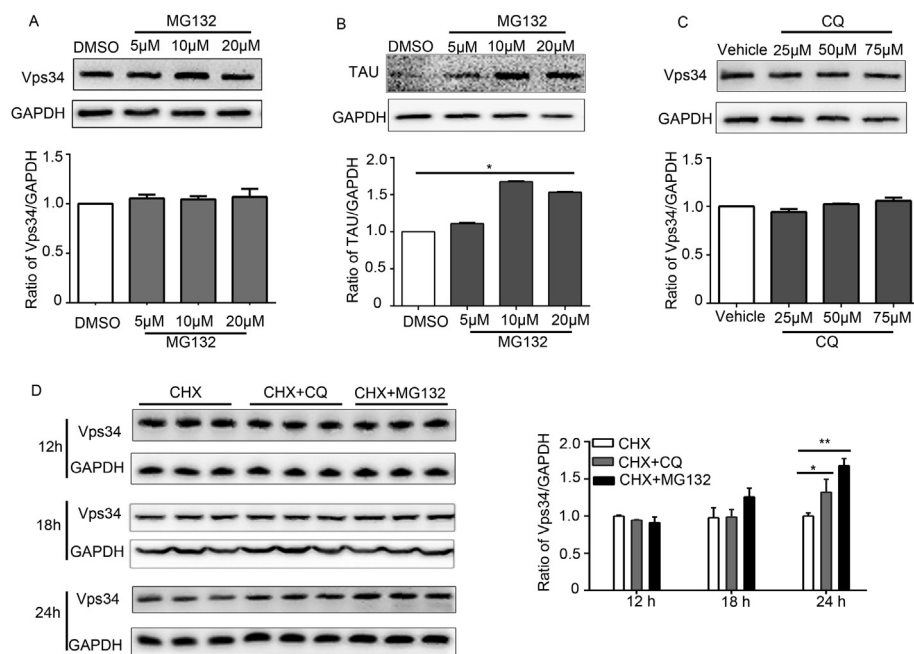 A
MG132
DMSO 5μM 10μM 20μM
Vps34
GAPDH
Ratio of Vps34/GAPDH
1.5
1.0
1.5
0
DMSO 5μM 10μM 20μM
MG132
B
MG132
DMSO 5μM 10μM 20μM
TAU
GAPDH
Ratio of TAU/GAPDH
2.0
1.5
1.0
1.5
0
*
DMSO 5μM 10μM 20μM
MG132
C
CQ
Vehicle 25μM 50μM 75μM
Vps34
GAPDH
Ratio of Vps34/GAPDH
1.5
1.0
1.5
0
Vehicle 25μM 50μM 75μM
CQ
D
CHX CHX+CQ CHX+MG132
12h
Vps34
GAPDH
18h
Vps34
GAPDH
24h
Vps34
GAPDH
Ratio of Vps34/GAPDH
2.0
1.5
1.0
1.5
0
CHX
CHX+CQ
CHX+MG132
**
*
12 h 18 h 24 h